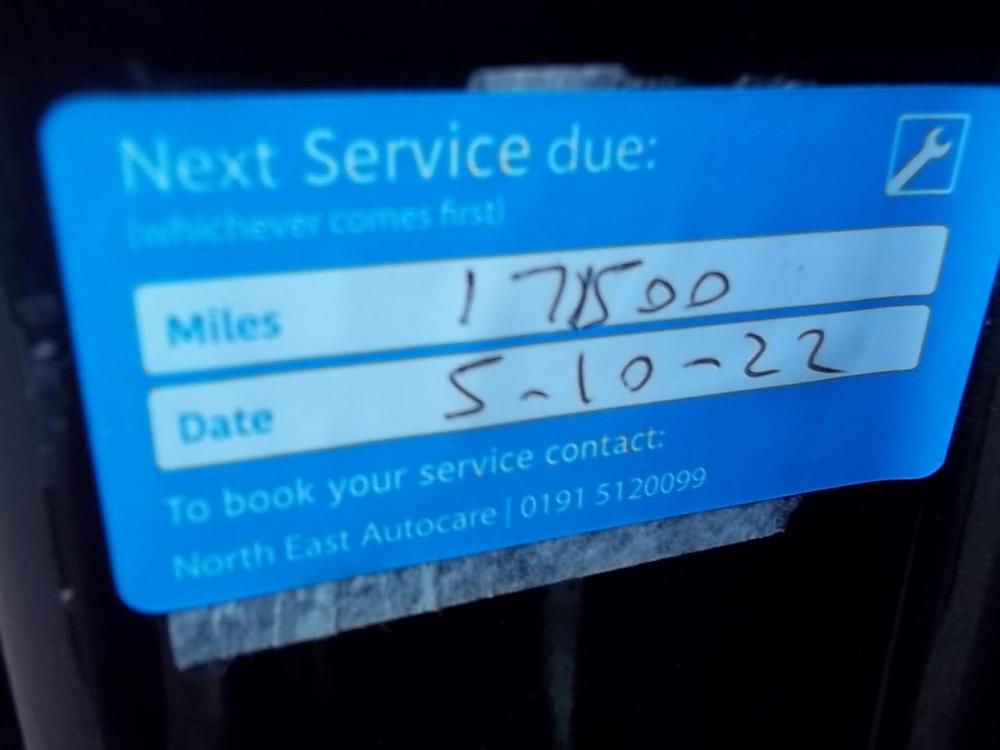 Next Service due:
(whichever comes first)
Miles 17500
Date 5-10-22
To book your service contact:
North East Autocare | 0191 5120099